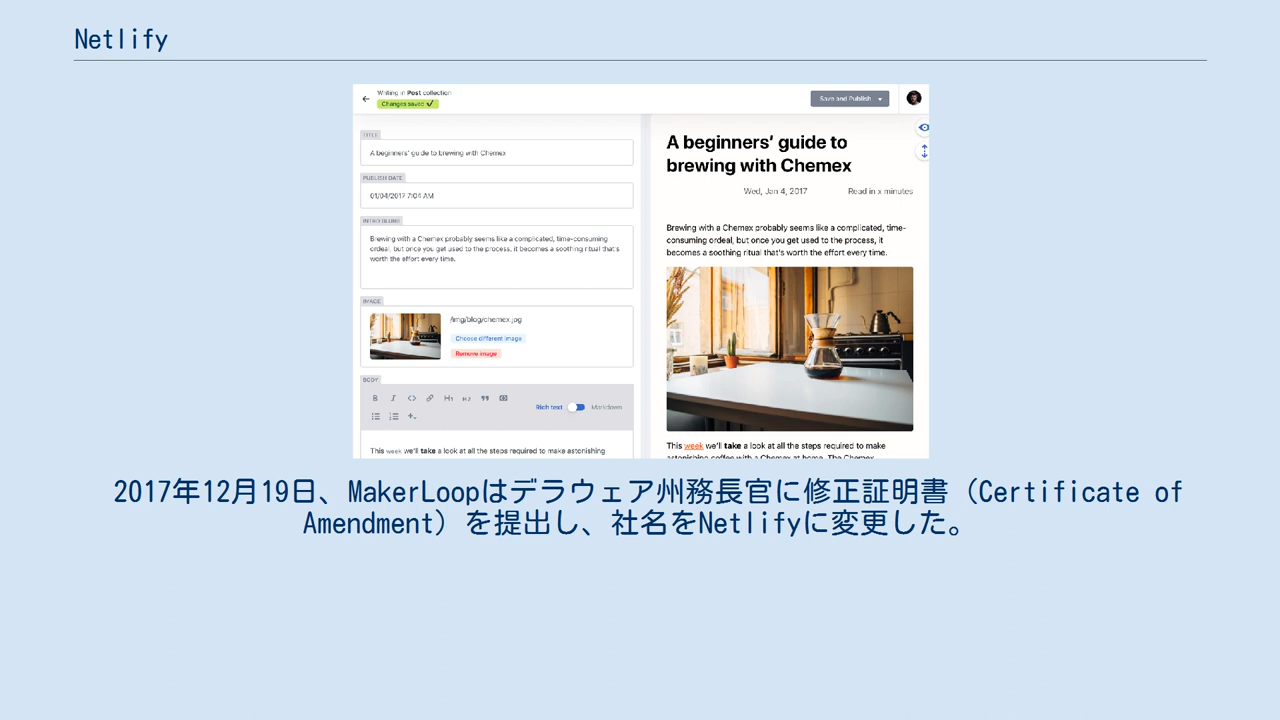 Netlify
Writing in Post collection
Changes saved
Save and Publish
TITLE
A beginners' guide to brewing with Chemex
PUBLISH DATE
01/04/2017 7:04 AM
INTRO BLURB
Brewing with a Chemex probably seems like a complicated, time-consuming
ordeal, but once you get used to the process, it becomes a soothing ritual that's
worth the effort every time.
IMAGE
/img/blog/chemex.jpg
Choose different image
Remove image
BODY
B I <> H1 H2
Rich text Markdown
This week we'll take a look at all the steps required to make astonishing
A beginners' guide to
brewing with Chemex
Wed, Jan 4, 2017 Read in x minutes
Brewing with a Chemex probably seems like a complicated, time-
consuming ordeal, but once you get used to the process, it
becomes a soothing ritual that's worth the effort every time.
This week we'll take a look at all the steps required to make
astonishing coffee with a Chemex at home. The Chemex
2017年12月19日、MakerLoopはデラウェア州務長官に修正証明書（Certificate of
Amendment）を提出し、社名をNetlifyに変更した。